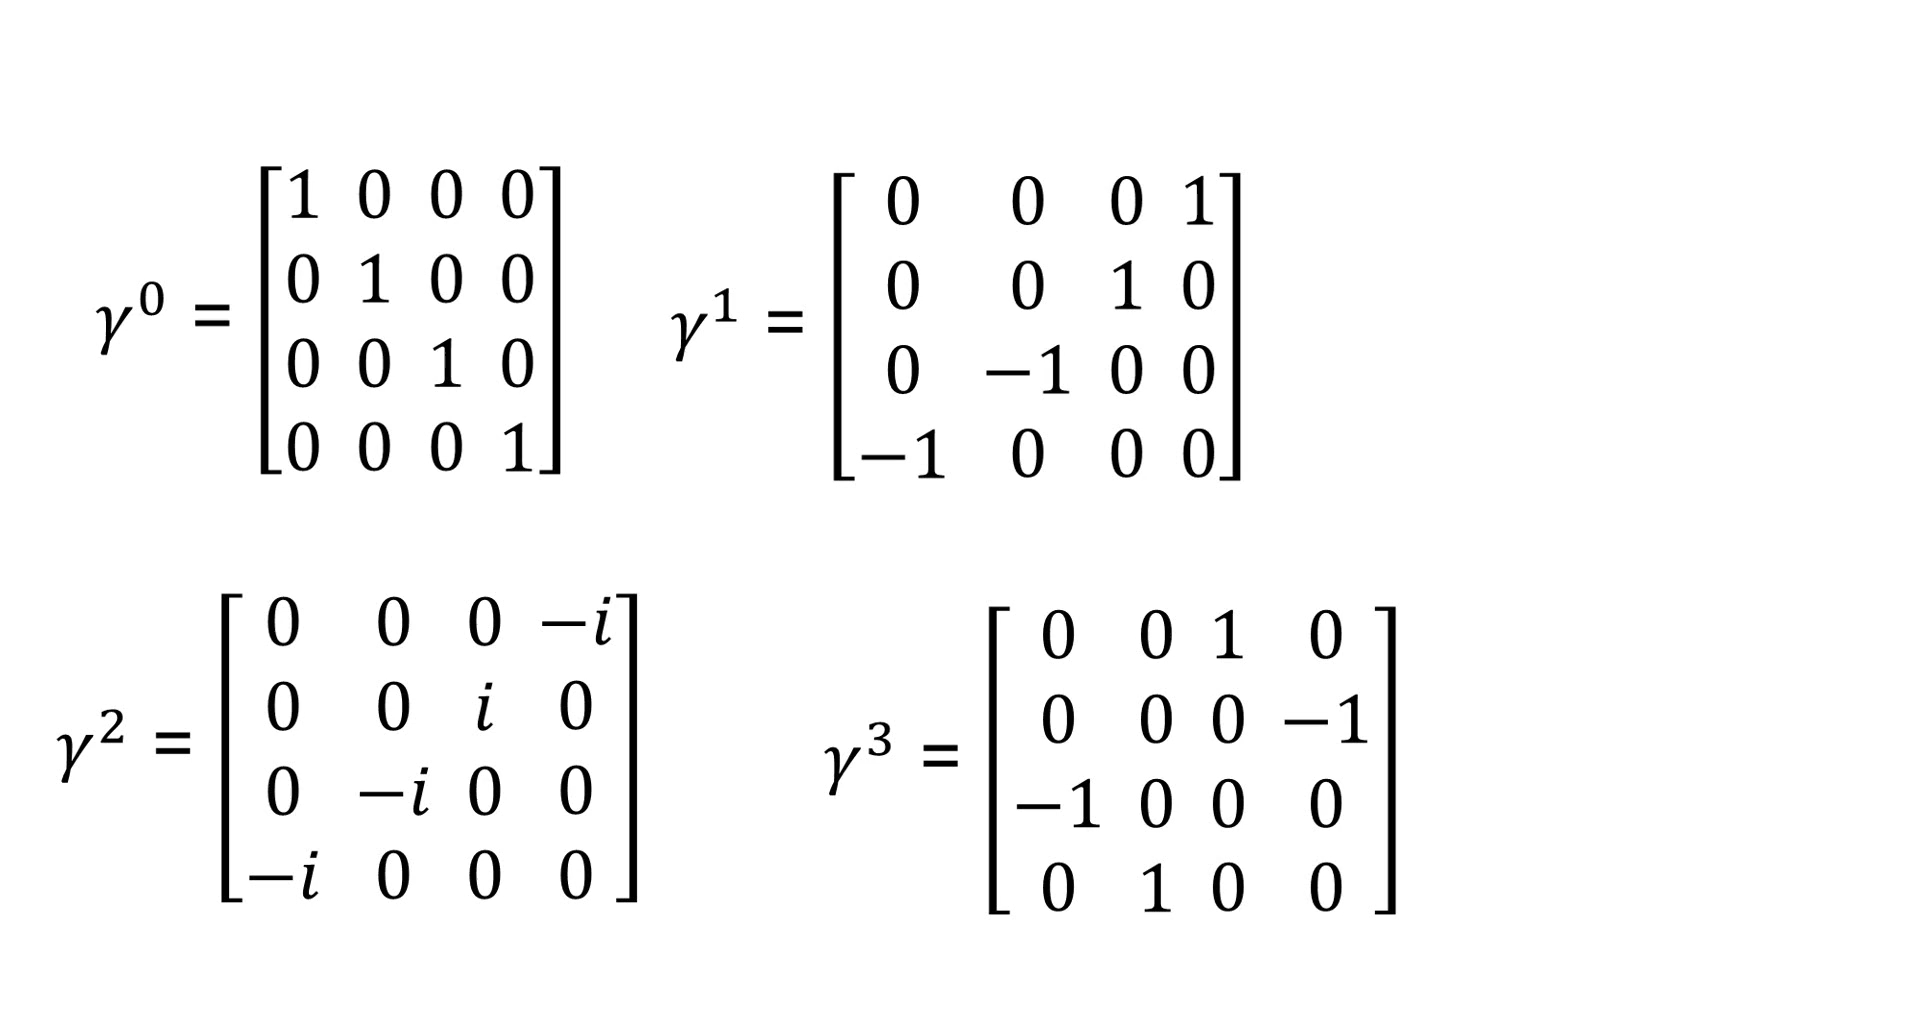 γ⁰ = [1 0 0 0; 0 1 0 0; 0 0 1 0; 0 0 0 1]
γ¹ = [0 0 0 1; 0 0 1 0; 0 −1 0 0; −1 0 0 0]
γ² = [0 0 0 −i; 0 0 i 0; 0 −i 0 0; −i 0 0 0]
γ³ = [0 0 1 0; 0 0 0 −1; −1 0 0 0; 0 1 0 0]